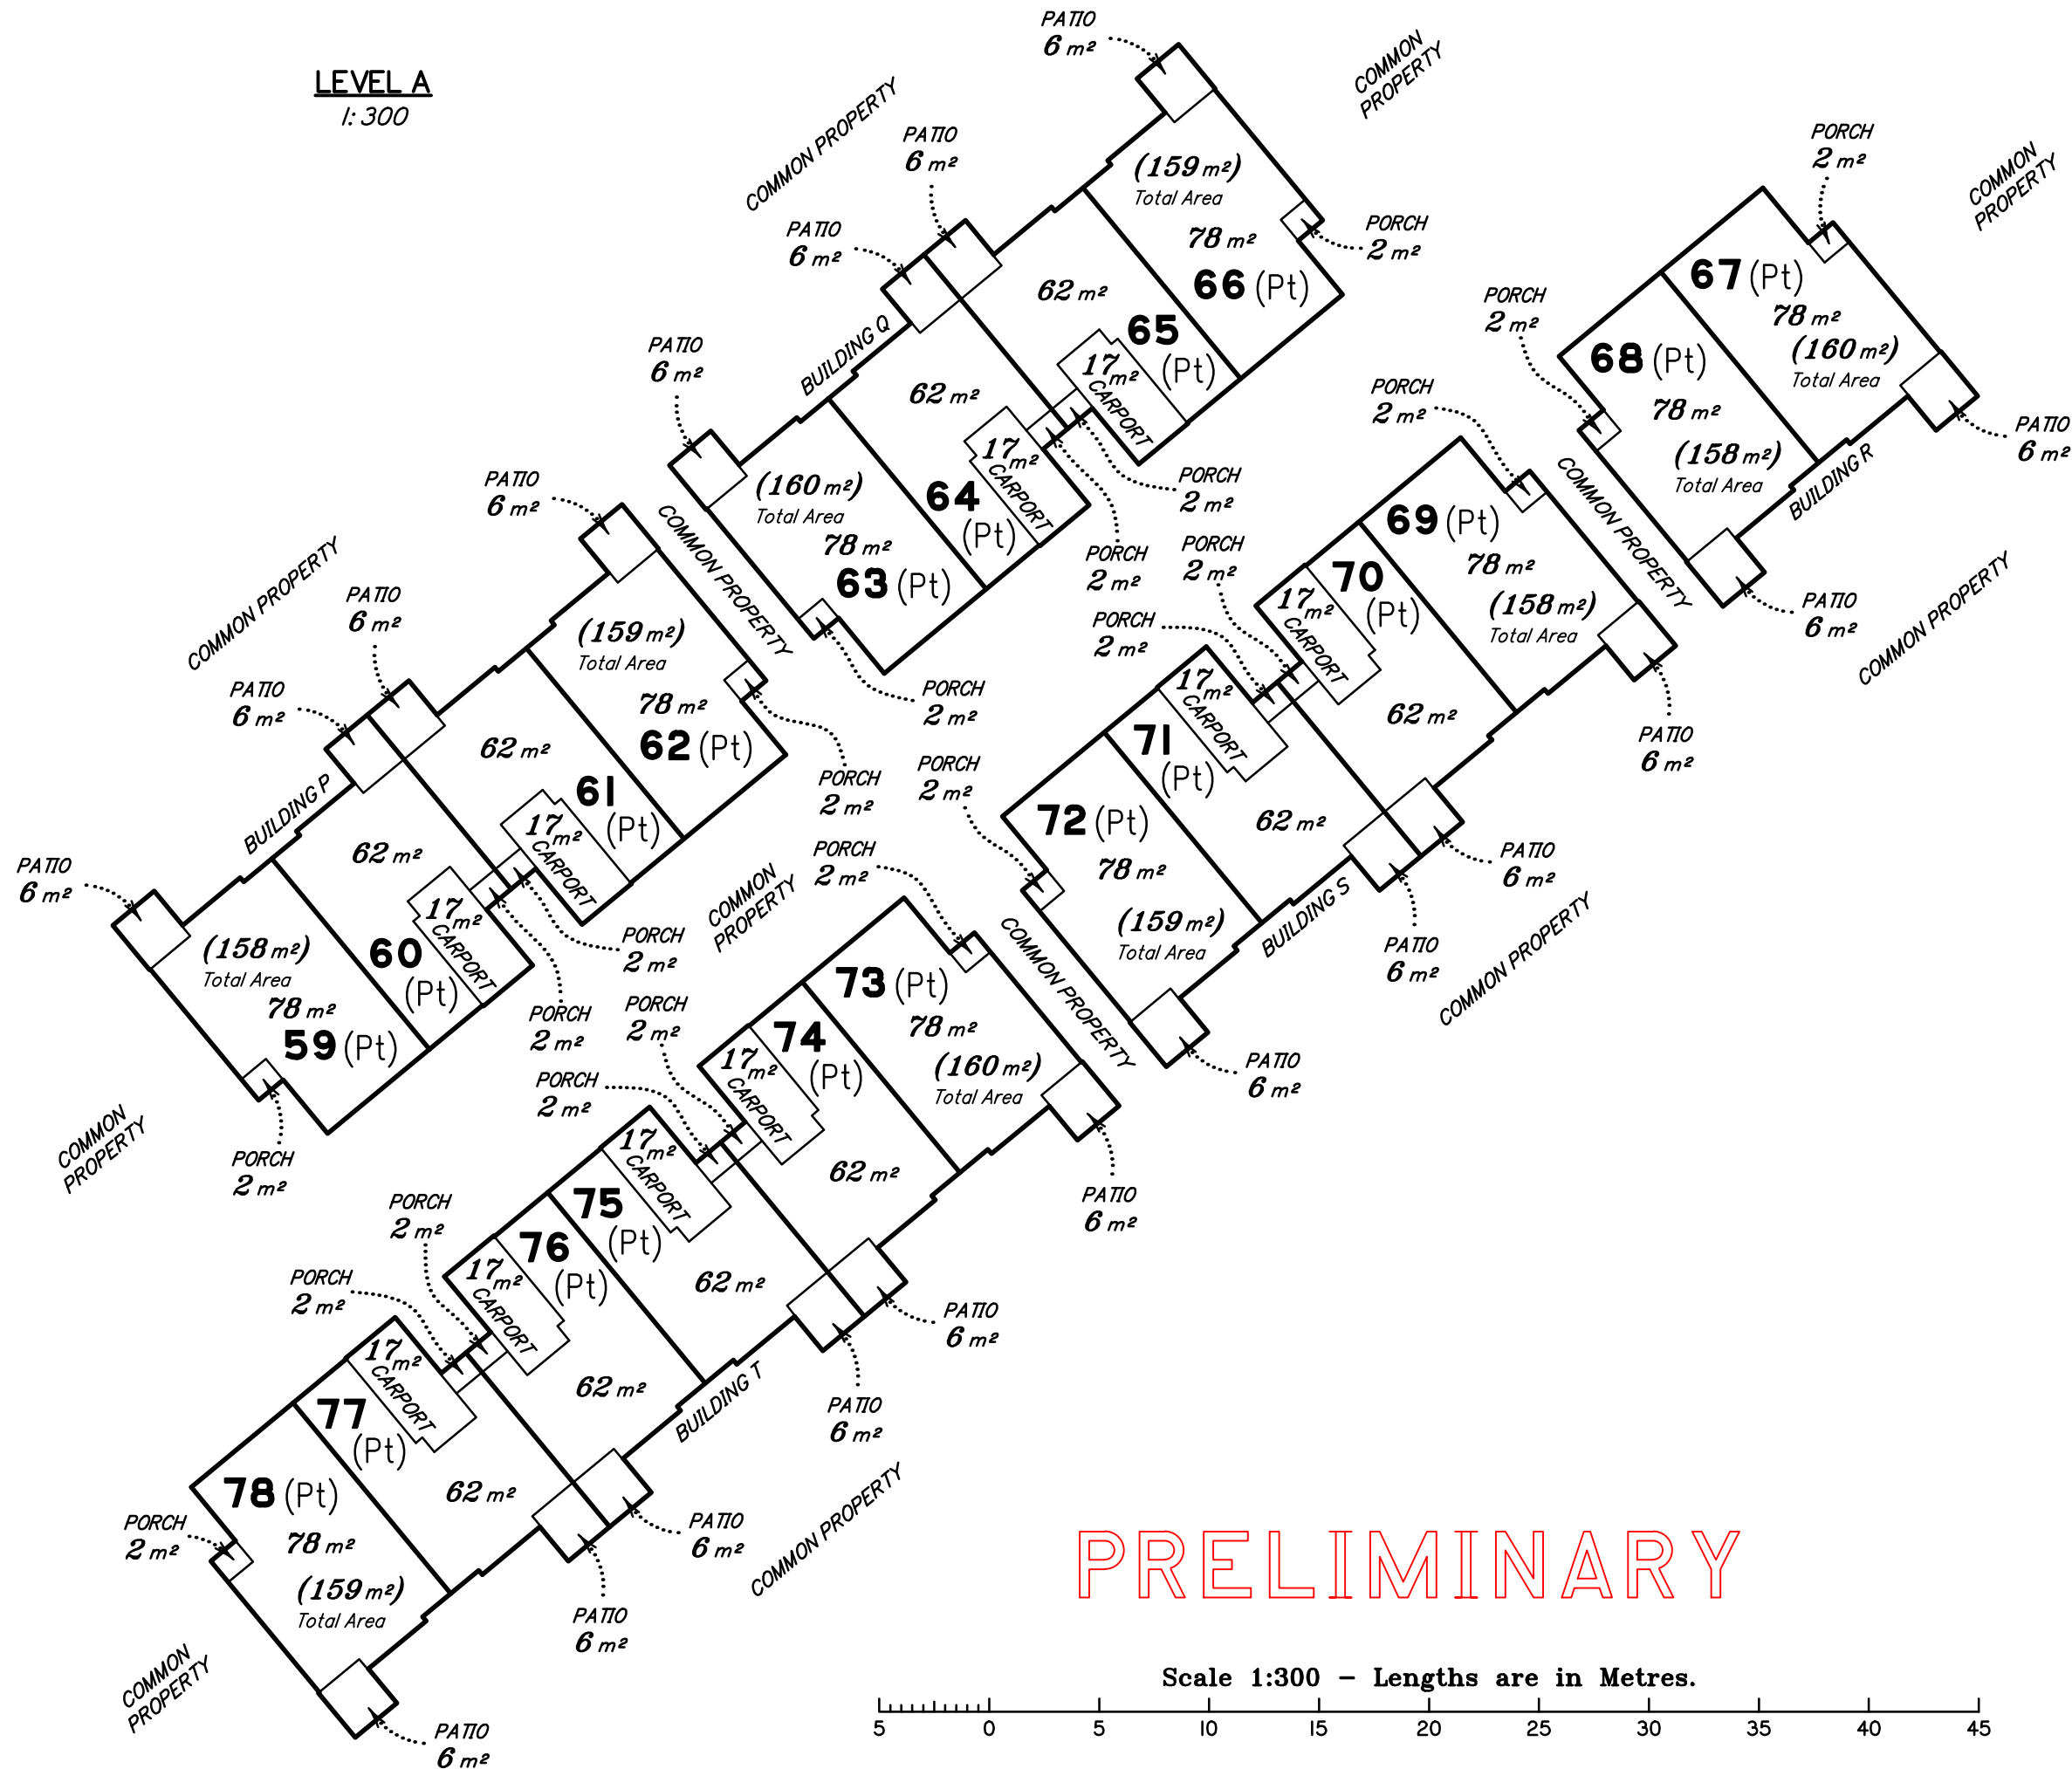 LEVEL A
1:300
PATIO
6 m²
COMMON
PROPERTY
COMMON PROPERTY
PATIO
6 m²
PATIO
6 m²
(159 m²)
Total Area
78 m²
66 (Pt)
PORCH
2 m²
62 m²
65
(Pt)
17 m²
CARPORT
BUILDING Q
62 m²
64
(Pt)
17 m²
CARPORT
PORCH
2 m²
PORCH
2 m²
PATIO
6 m²
(160 m²)
Total Area
78 m²
63 (Pt)
PORCH
2 m²
COMMON PROPERTY
PORCH
2 m²
COMMON
PROPERTY
67 (Pt)
78 m²
(160 m²)
Total Area
PATIO
6 m²
PORCH
2 m²
68 (Pt)
78 m²
(158 m²)
Total Area
BUILDING R
PATIO
6 m²
COMMON PROPERTY
COMMON PROPERTY
PATIO
6 m²
COMMON PROPERTY
PATIO
6 m²
PATIO
6 m²
(159 m²)
Total Area
78 m²
62 (Pt)
PORCH
2 m²
62 m²
61
(Pt)
17 m²
CARPORT
BUILDING P
62 m²
60
(Pt)
17 m²
CARPORT
PORCH
2 m²
PORCH
2 m²
PATIO
6 m²
(158 m²)
Total Area
78 m²
59 (Pt)
PORCH
2 m²
COMMON
PROPERTY
COMMON
PROPERTY
PORCH
2 m²
69 (Pt)
78 m²
(158 m²)
Total Area
PATIO
6 m²
PORCH
2 m²
70
(Pt)
17 m²
CARPORT
62 m²
PORCH
2 m²
17 m²
CARPORT
71
(Pt)
62 m²
PATIO
6 m²
PATIO
6 m²
PORCH
2 m²
72 (Pt)
78 m²
(159 m²)
Total Area
BUILDING S
COMMON PROPERTY
PATIO
6 m²
COMMON PROPERTY
PORCH
2 m²
73 (Pt)
78 m²
(160 m²)
Total Area
PATIO
6 m²
PORCH
2 m²
74
(Pt)
17 m²
CARPORT
62 m²
PORCH
2 m²
17 m²
CARPORT
75
(Pt)
62 m²
PATIO
6 m²
PATIO
6 m²
PORCH
2 m²
76
(Pt)
17 m²
CARPORT
62 m²
BUILDING T
PORCH
2 m²
17 m²
CARPORT
77
(Pt)
62 m²
PATIO
6 m²
PATIO
6 m²
COMMON PROPERTY
78 (Pt)
78 m²
(159 m²)
Total Area
PORCH
2 m²
PATIO
6 m²
COMMON
PROPERTY
PRELIMINARY
Scale 1:300 – Lengths are in Metres.
5 0 5 10 15 20 25 30 35 40 45